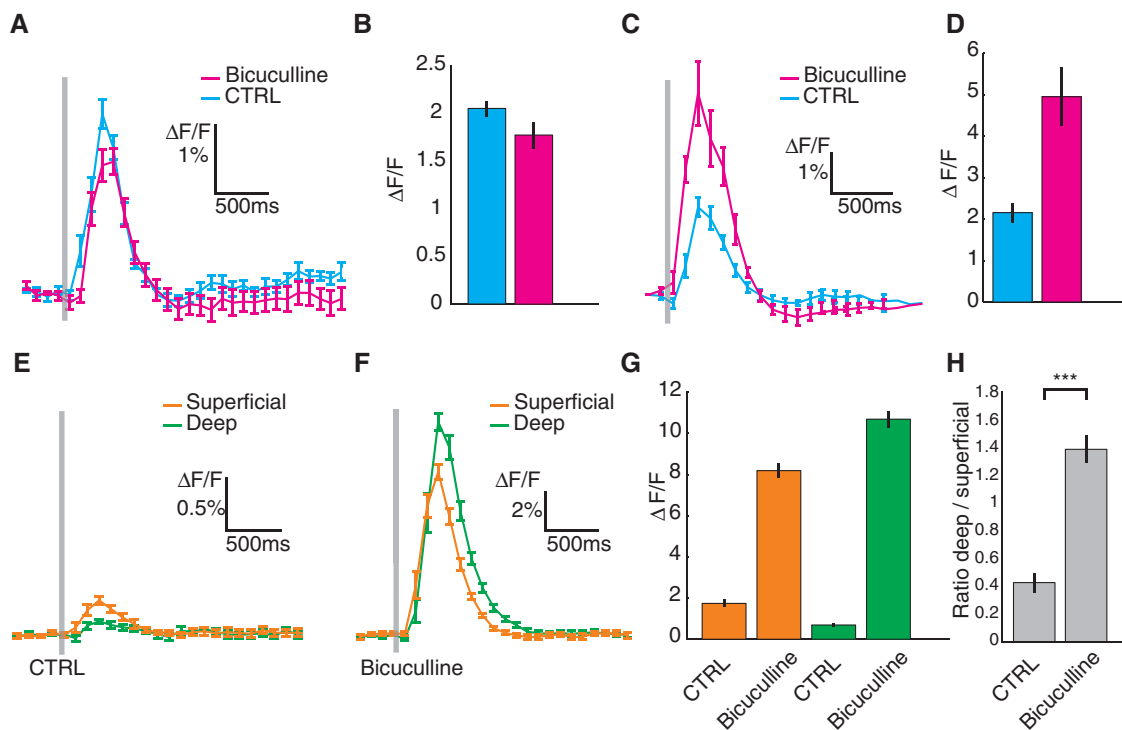 A
Bicuculline
CTRL
ΔF/F
1%
500ms
B
2.5
2
1.5
1
0.5
0
ΔF/F
C
Bicuculline
CTRL
ΔF/F
1%
500ms
D
6
5
4
3
2
1
0
Δ F/F
E
Superficial
Deep
ΔF/F
0.5%
500ms
CTRL
F
Superficial
Deep
ΔF/F
2%
500ms
Bicuculline
G
12
10
8
6
4
2
0
Δ F/F
CTRL
Bicuculline
CTRL
Bicuculline
H
***
1.8
1.6
1.4
1.2
1
0.8
0.6
0.4
0.2
0
Ratio deep / superficial
CTRL
Bicuculline